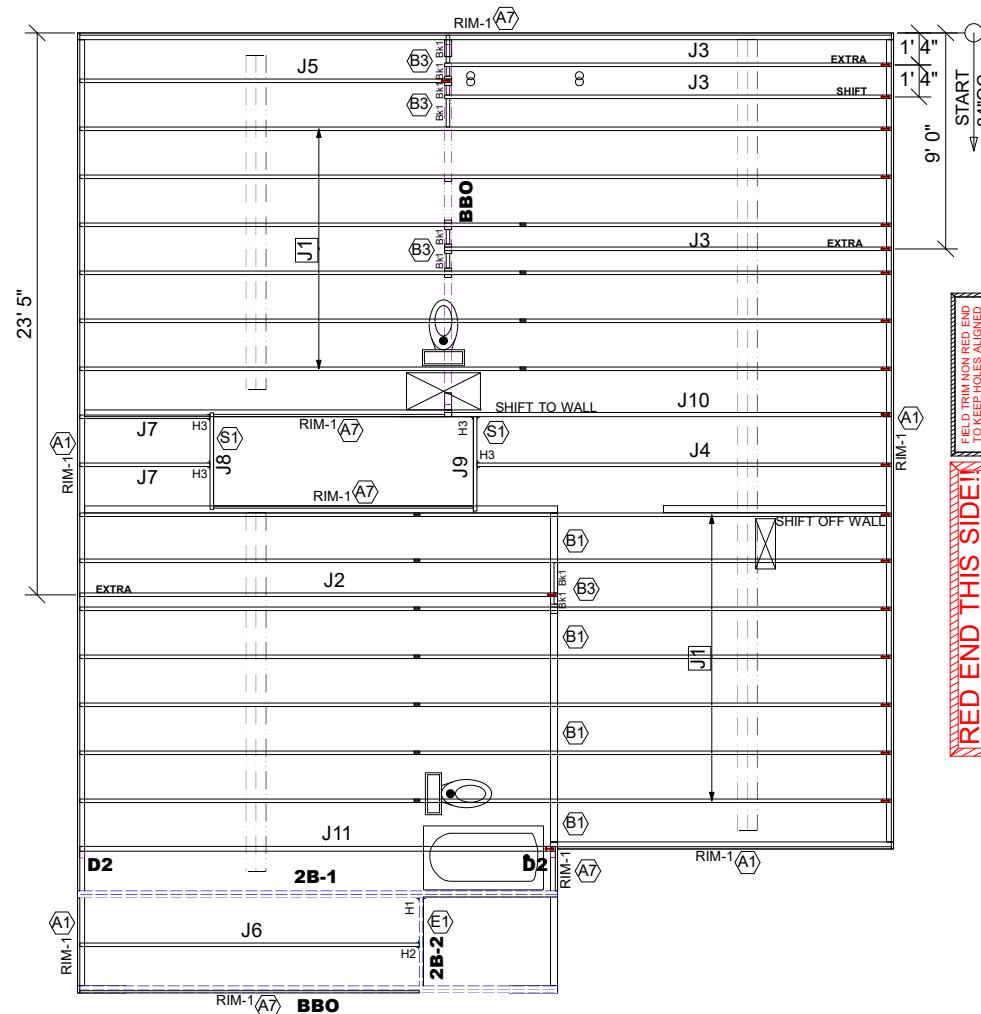 RIM-1 A7
J5
B3
Bk1
Bk1
J3
EXTRA
1' 4"
Bk1
Bk1
B3
J3
SHIFT
1' 4"
START
9' 0"
BBO
J1
23' 5"
Bk1
Bk1
B3
J3
EXTRA
FIELD TRIM NON RED END
TO KEEP HOLES ALIGNED
RED END THIS SIDE!!
SHIFT TO WALL
J10
A1
RIM-1
A1
RIM-1
J7
H3
S1
RIM-1 A7
H3
S1
J7
H3
J8
J9
H3
J4
RIM-1 A7
SHIFT OFF WALL
B1
EXTRA
J2
Bk1
Bk1
B3
B1
J1
B1
B1
J11
D2
D2
RIM-1
A7
RIM-1 A1
2B-1
A1
RIM-1
J6
H1
H2
E1
2B-2
RIM-1 A7
BBO